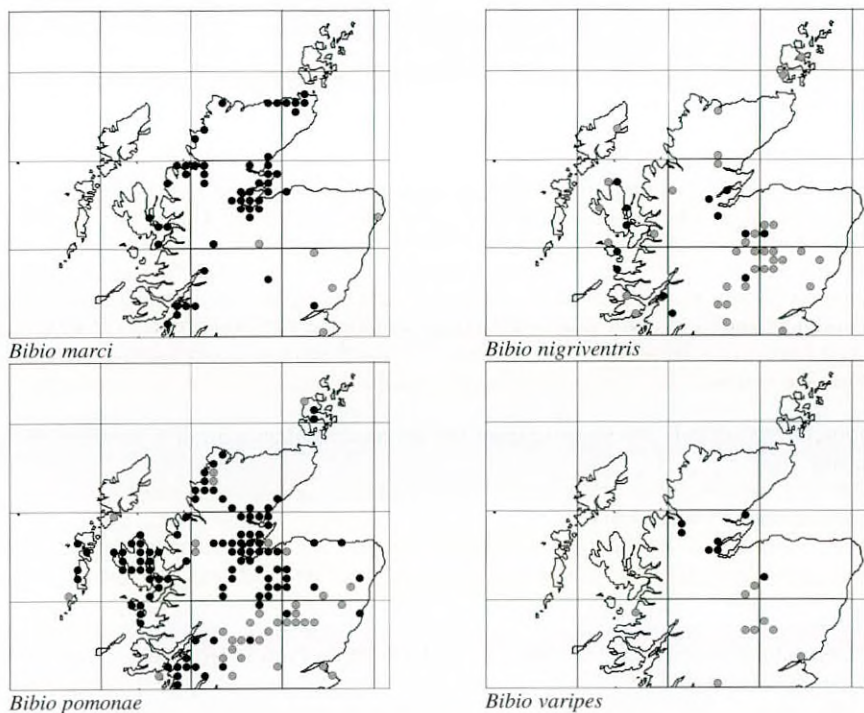 Bibio marci
Bibio nigriventris
Bibio pomonae
Bibio varipes